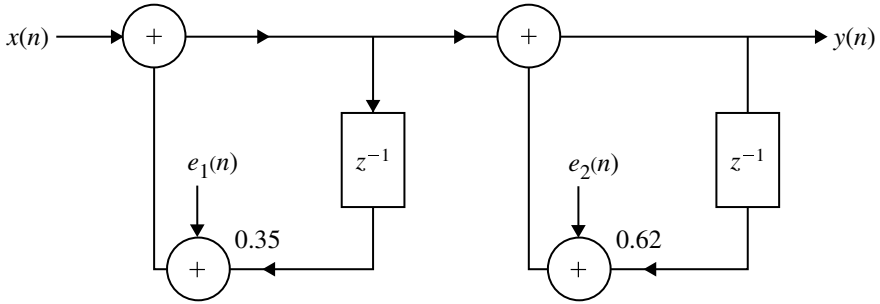 x(n) + + y(n)
z⁻¹ z⁻¹
e₁(n) e₂(n)
0.35 0.62
+ +